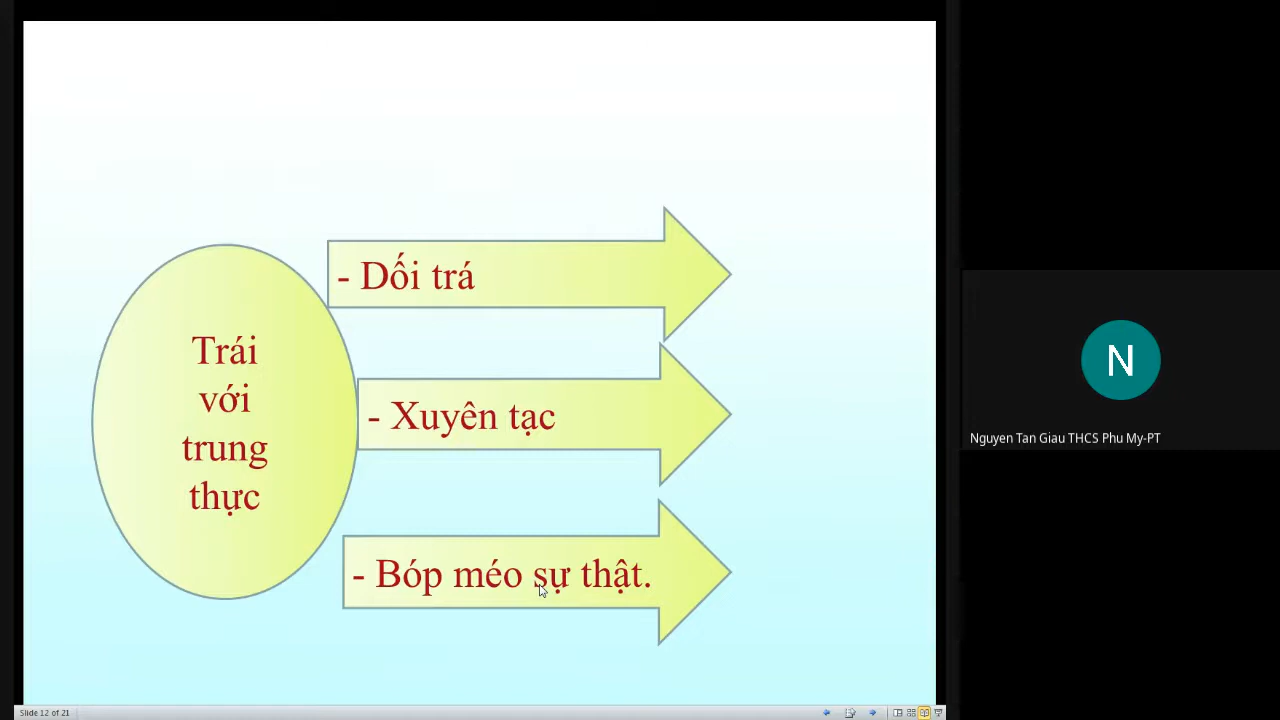 - Dối trá
Trái
với
trung
thực
- Xuyên tạc
- Bóp méo sự thật.
N
Nguyen Tan Giau THCS Phu My-PT
Slide 12 of 21